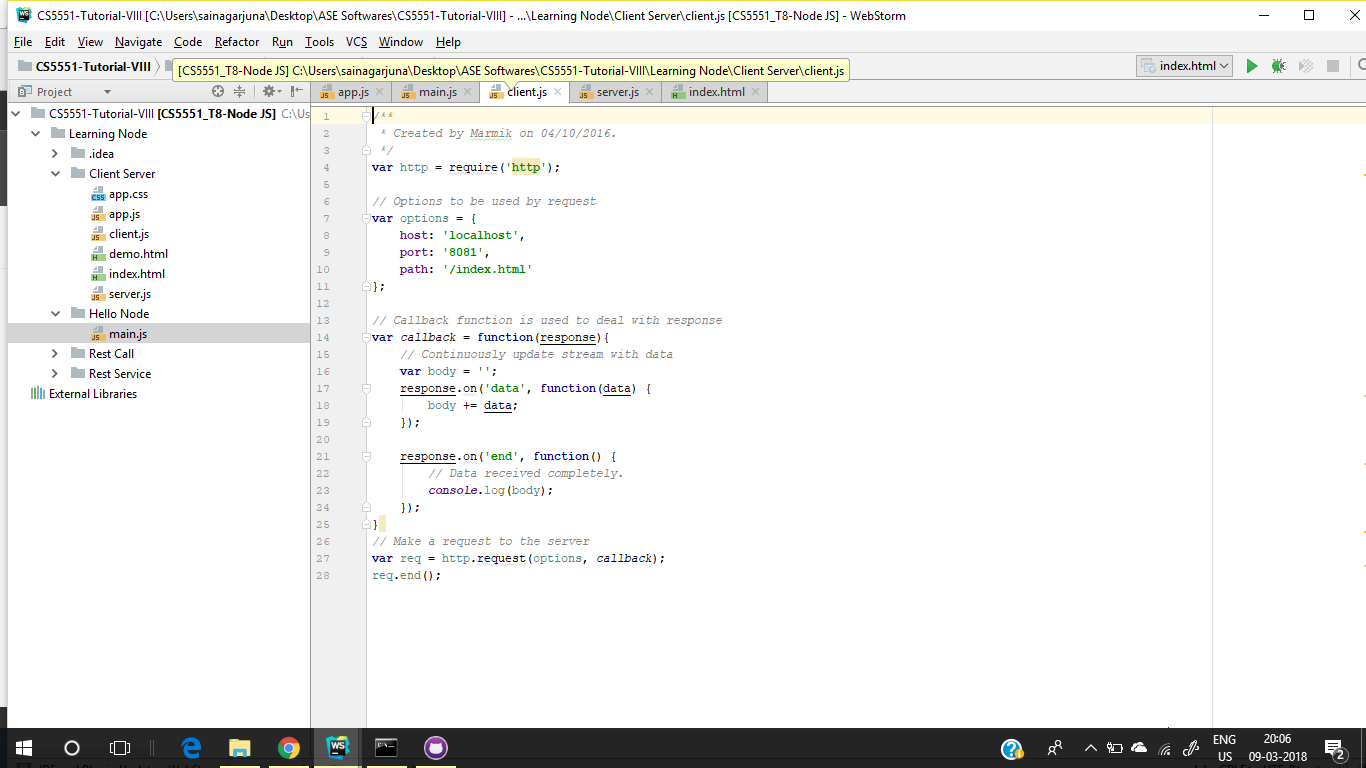 CS5551-Tutorial-VIII [C:\Users\sainagarjuna\Desktop\ASE Softwares\CS5551-Tutorial-VIII] - ...\Learning Node\Client Server\client.js [CS5551_T8-Node JS] - WebStorm
File Edit View Navigate Code Refactor Run Tools VCS Window Help
CS5551-Tutorial-VIII
[CS5551_T8-Node JS] C:\Users\sainagarjuna\Desktop\ASE Softwares\CS5551-Tutorial-VIII\Learning Node\Client Server\client.js
index.html
Project
app.js main.js client.js server.js index.html
CS5551-Tutorial-VIII [CS5551_T8-Node JS] C:\Us
Learning Node
.idea
Client Server
app.css
app.js
client.js
demo.html
index.html
server.js
Hello Node
main.js
Rest Call
Rest Service
External Libraries
1 /**
2 * Created by Marmik on 04/10/2016.
3 */
4 var http = require('http');
5
6 // Options to be used by request
7 var options = {
8 host: 'localhost',
9 port: '8081',
10 path: '/index.html'
11 };
12
13 // Callback function is used to deal with response
14 var callback = function(response){
15 // Continuously update stream with data
16 var body = '';
17 response.on('data', function(data) {
18 body += data;
19 });
20
21 response.on('end', function() {
22 // Data received completely.
23 console.log(body);
24 });
25 }
26 // Make a request to the server
27 var req = http.request(options, callback);
28 req.end();
ENG
US
20:06
09-03-2018
2